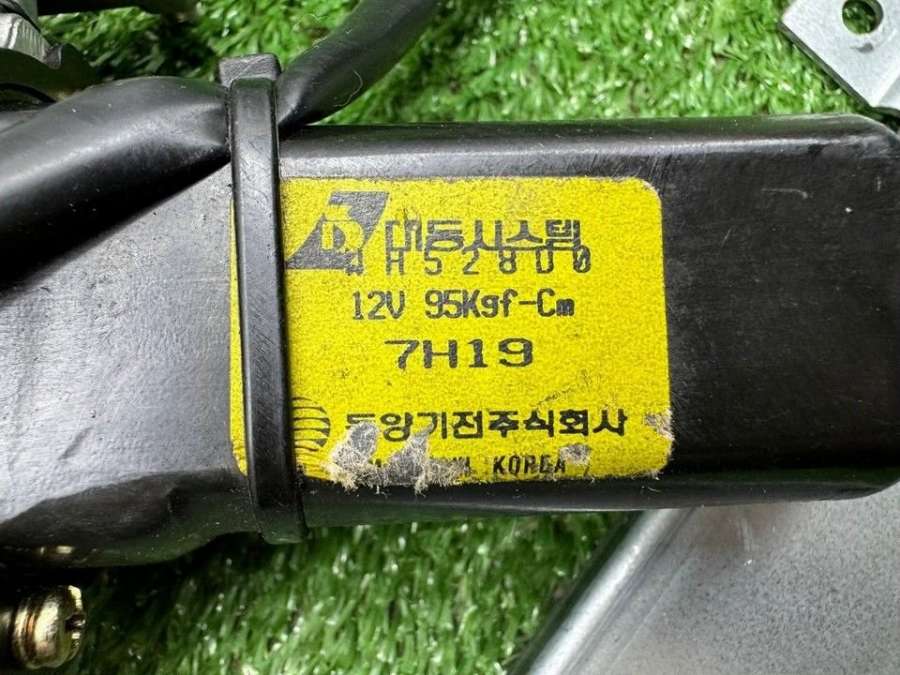 D 대동시스템
H52800
12V 95Kgf-Cm
7H19
동양기전주식회사
KOREA